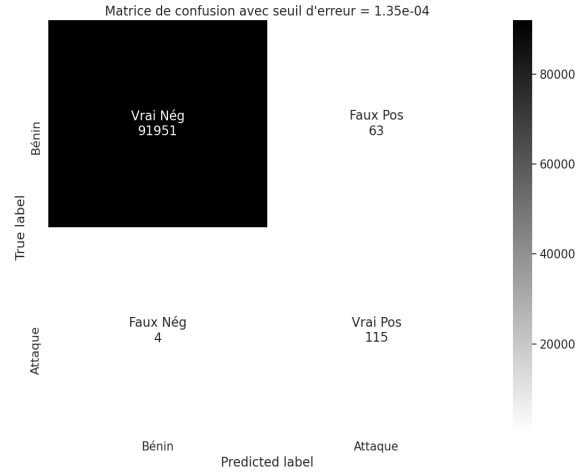 Matrice de confusion avec seuil d'erreur = 1.35e-04
Vrai Nég
91951
Faux Pos
63
Faux Nég
4
Vrai Pos
115
True label
Bénin
Attaque
Bénin
Attaque
Predicted label
80000
60000
40000
20000